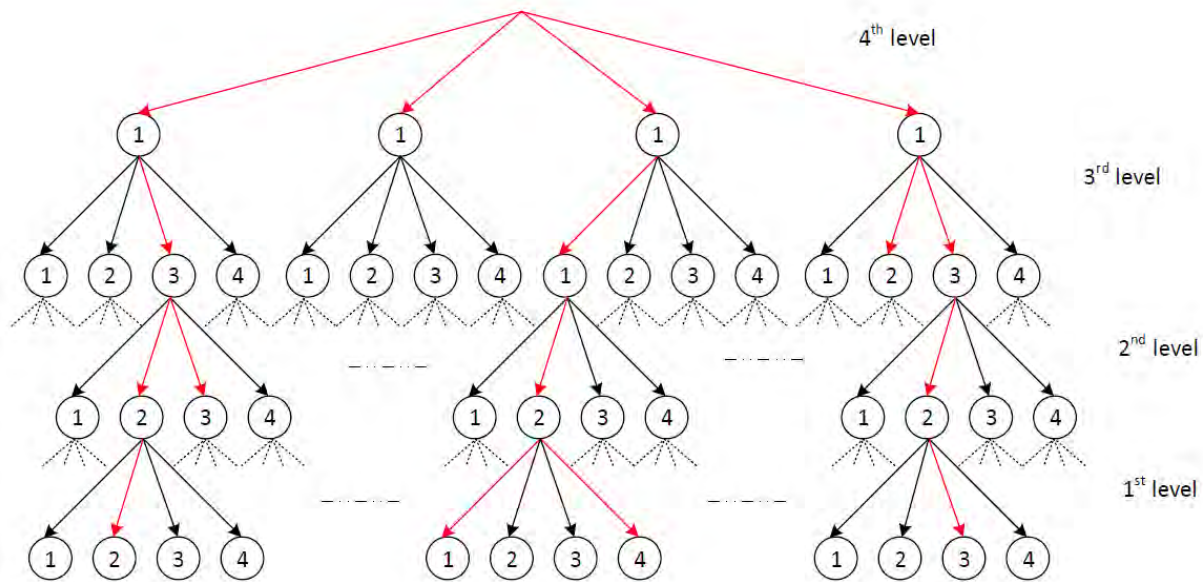 4th level
1 1 1 1
3rd level
1 2 3 4 1 2 3 4 1 2 3 4 1 2 3 4
2nd level
1 2 3 4 1 2 3 4 1 2 3 4
1st level
1 2 3 4 1 2 3 4 1 2 3 4